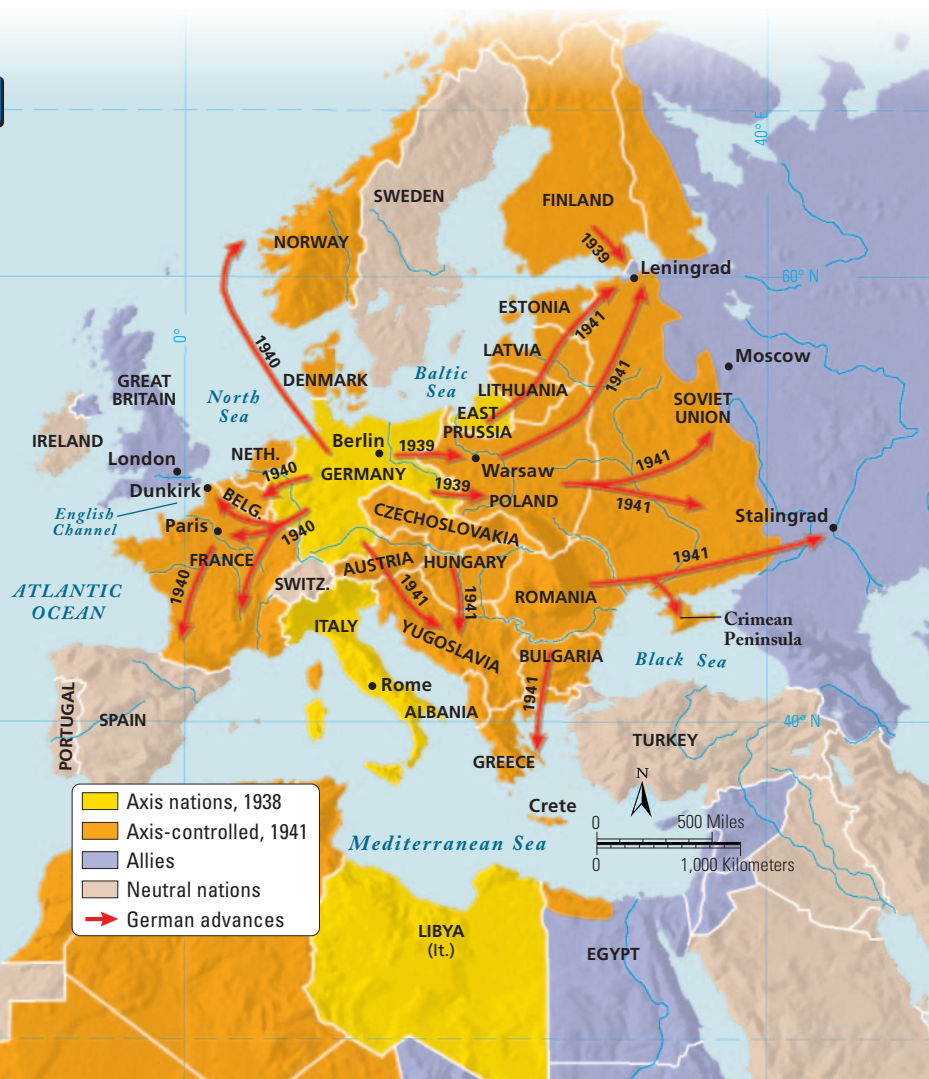 40° E
SWEDEN
FINLAND
NORWAY
1939
Leningrad
60° N
ESTONIA
1941
0°
1940
LATVIA
Moscow
1941
DENMARK
Baltic
Sea
GREAT
BRITAIN
North
Sea
LITHUANIA
SOVIET
UNION
EAST
PRUSSIA
IRELAND
Berlin
1939
NETH.
London
1941
Warsaw
1940
GERMANY
Dunkirk
BELG.
1939
POLAND
1941
English
Channel
CZECHOSLOVAKIA
Stalingrad
Paris
1940
1941
FRANCE
AUSTRIA
HUNGARY
SWITZ.
1940
1941
1941
ATLANTIC
OCEAN
ROMANIA
Crimean
Peninsula
ITALY
YUGOSLAVIA
BULGARIA
Black Sea
1941
Rome
PORTUGAL
SPAIN
ALBANIA
40° N
TURKEY
GREECE
N
Crete
0
500 Miles
0
1,000 Kilometers
Mediterranean Sea
Axis nations, 1938
Axis-controlled, 1941
Allies
Neutral nations
German advances
LIBYA
(It.)
EGYPT